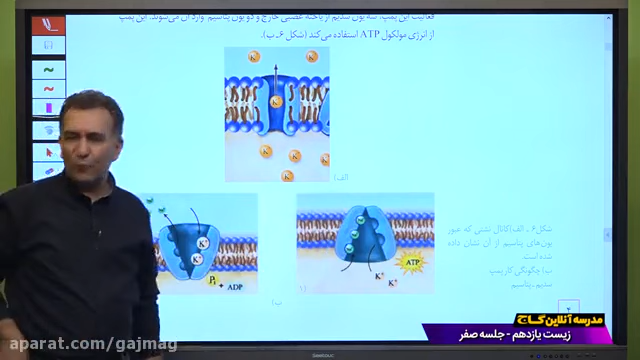 فعالیت این پمپ، سه یون سدیم از یاخته عصبی خارج و دو یون پتاسیم وارد آن می‌شوند. این پمپ
از انرژی مولکول ATP استفاده می‌کند (شکل ۶ـ ب).
K
K
K
K
K
K
K
الف)
K
K
P
ADP
ب)
ATP
K
K
شکل ۶ ـ الف) کانال نشتی که عبور
یون‌های پتاسیم از آن نشان داده
شده است
ب) چگونگی کار پمپ
سدیم ـ پتاسیم
۴
مدرسه آنلاین گاج
زیست یازدهم - جلسه صفر
aparat.com/gajmag